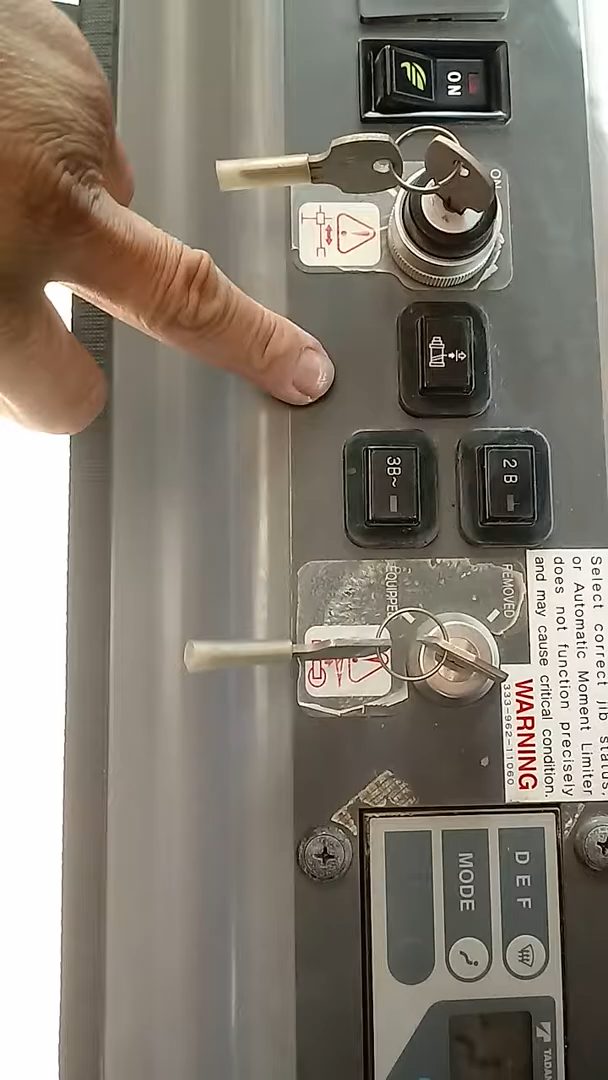 ON
ON
2B
3B~
REMOVED
EQUIPPE
Select correct jib status,
or Automatic Moment Limiter
does not function precisely
and may cause critical condition.
WARNING
333-962-11060
DEF
MODE